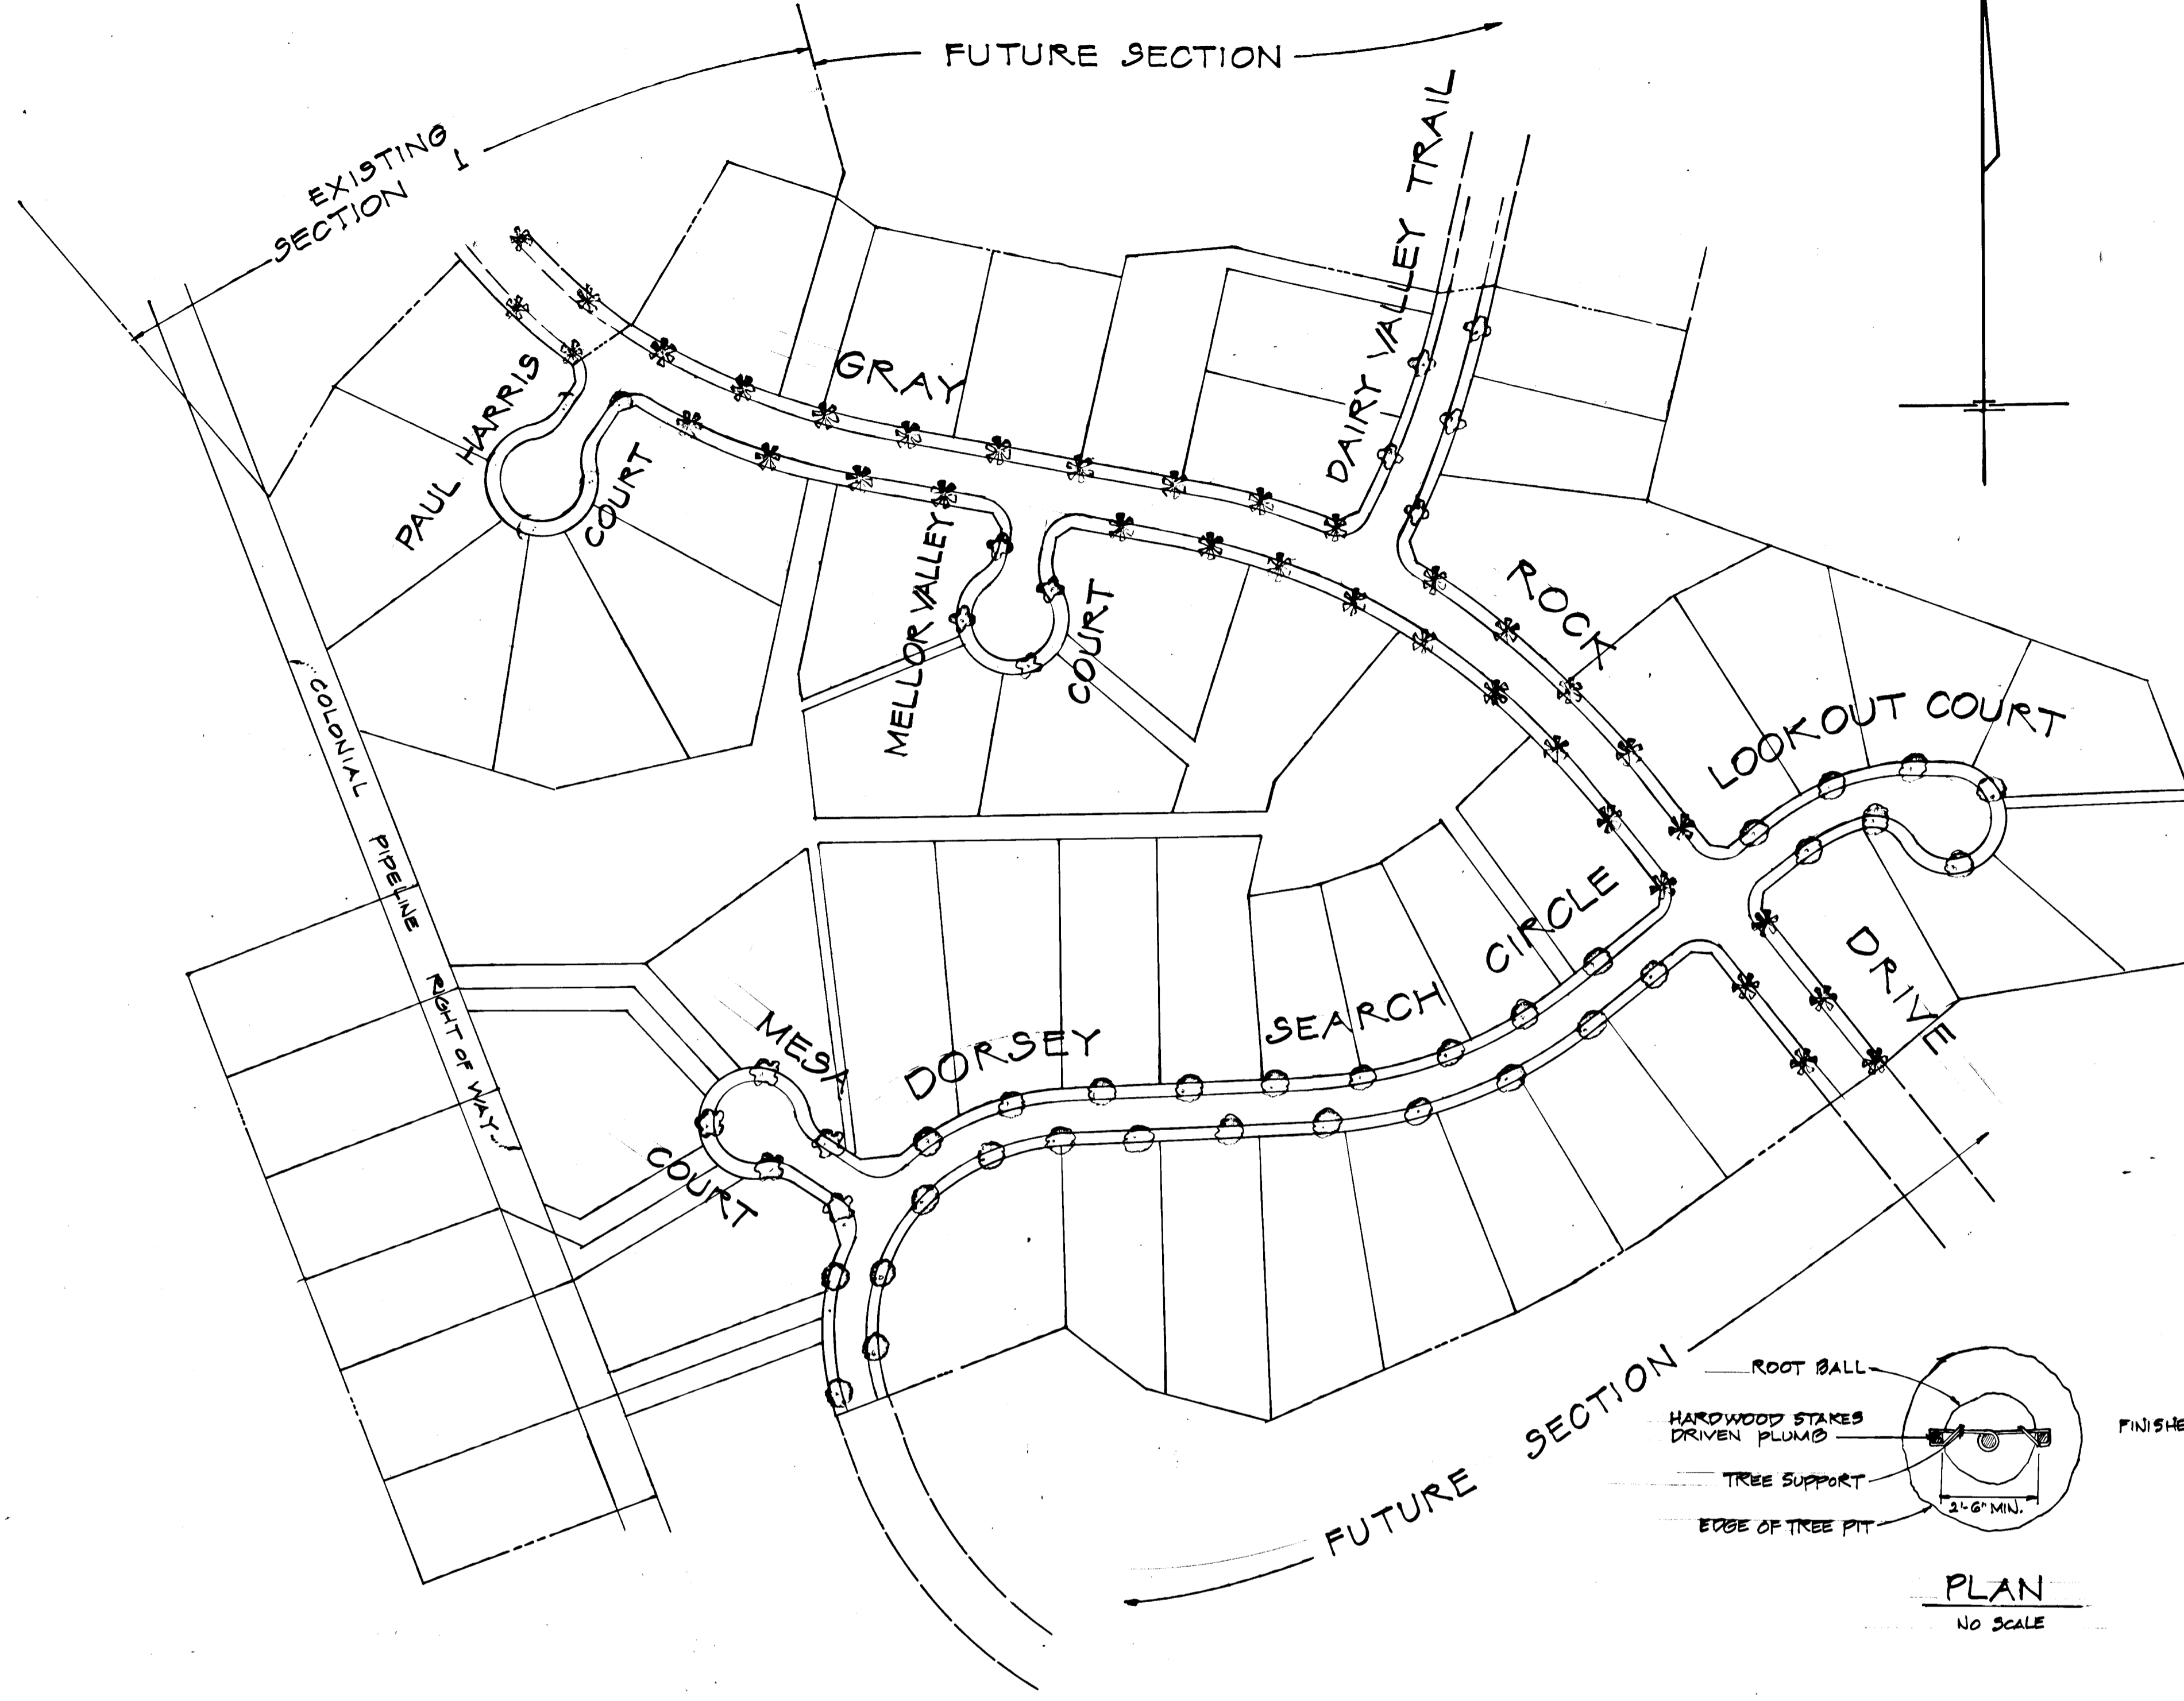 FUTURE SECTION
EXISTING
SECTION 1
DAIRY VALLEY TRAIL
GRAY
PAUL HARRIS
COURT
MELLOR VALLEY
COURT
ROCK
LOOKOUT COURT
COLONIAL PIPELINE RIGHT OF WAY
CIRCLE
DRIVE
SEARCH
DORSEY
MESA
COURT
FUTURE SECTION
ROOT BALL
HARDWOOD STAKES
DRIVEN PLUMB
FINISHE
TREE SUPPORT
2'-6" MIN.
EDGE OF TREE PIT
PLAN
NO SCALE